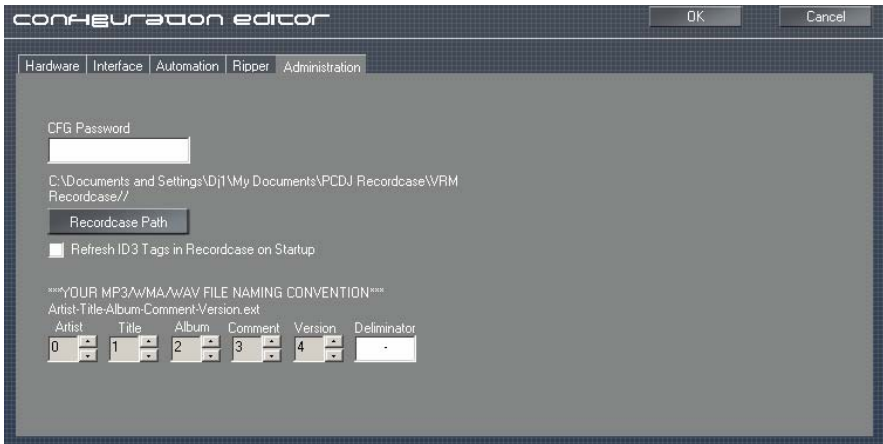 configuration editor
OK
Cancel
Hardware
Interface
Automation
Ripper
Administration
CFG Password
C:\Documents and Settings\Dj1\My Documents\PCDJ Recordcase\VRM
Recordcase//
Recordcase Path
Refresh ID3 Tags in Recordcase on Startup
***YOUR MP3/WMA/WAV FILE NAMING CONVENTION***
Artist-Title-Album-Comment-Version.ext
Artist Title Album Comment Version Deliminator
0 1 2 3 4 -